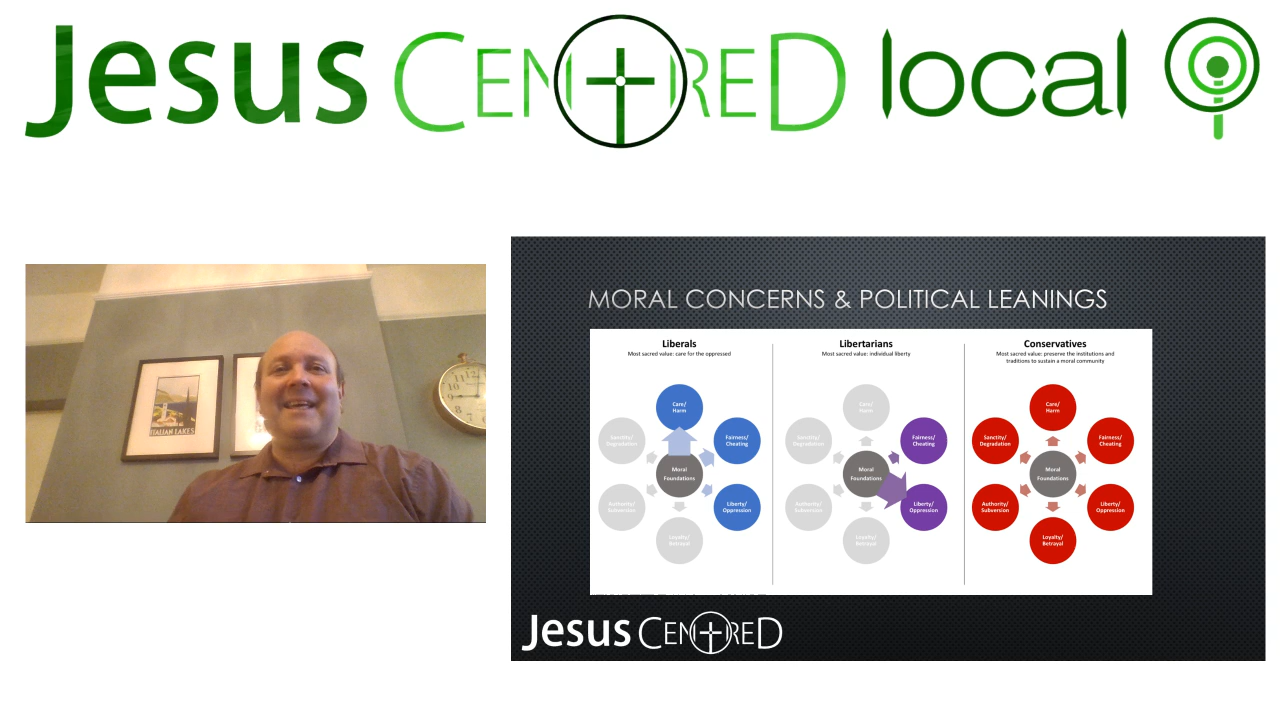 Jesus CENTRED local
ITALIAN LAKES
MORAL CONCERNS & POLITICAL LEANINGS
Liberals
Most sacred value: care for the oppressed
Care/
Harm
Sanctity/
Degradation
Fairness/
Cheating
Moral
Foundations
Authority/
Subversion
Liberty/
Oppression
Loyalty/
Betrayal
Libertarians
Most sacred value: individual liberty
Care/
Harm
Sanctity/
Degradation
Fairness/
Cheating
Moral
Foundations
Authority/
Subversion
Liberty/
Oppression
Loyalty/
Betrayal
Conservatives
Most sacred value: preserve the institutions and
traditions to sustain a moral community
Care/
Harm
Sanctity/
Degradation
Fairness/
Cheating
Moral
Foundations
Authority/
Subversion
Liberty/
Oppression
Loyalty/
Betrayal
Jesus CENTRED